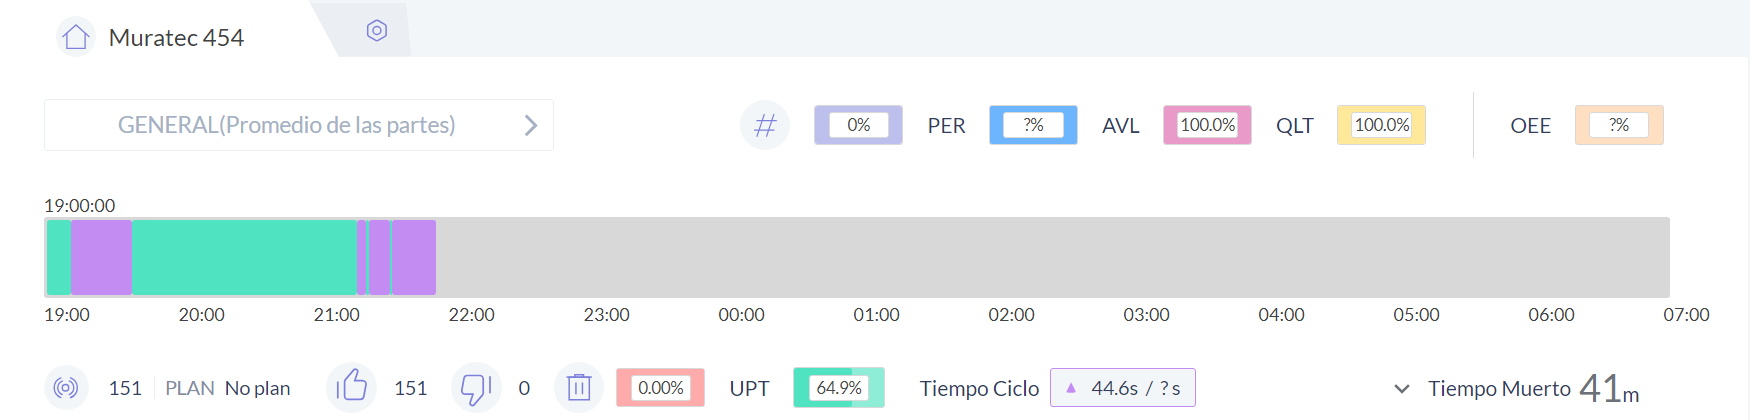 Muratec 454
GENERAL(Promedio de las partes)
# 0% PER ?% AVL 100.0% QLT 100.0% OEE ?%
19:00:00
19:00 20:00 21:00 22:00 23:00 00:00 01:00 02:00 03:00 04:00 05:00 06:00 07:00
151 PLAN No plan 151 0 0.00% UPT 64.9% Tiempo Ciclo ▲ 44.6s / ? s Tiempo Muerto 41m